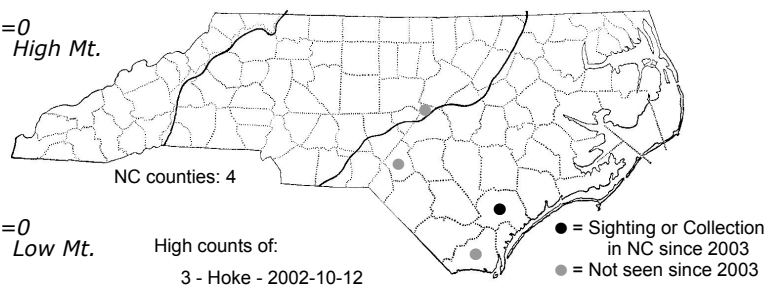 =0
High Mt.
NC counties: 4
=0
Low Mt.
High counts of:
3 - Hoke - 2002-10-12
= Sighting or Collection
in NC since 2003
= Not seen since 2003